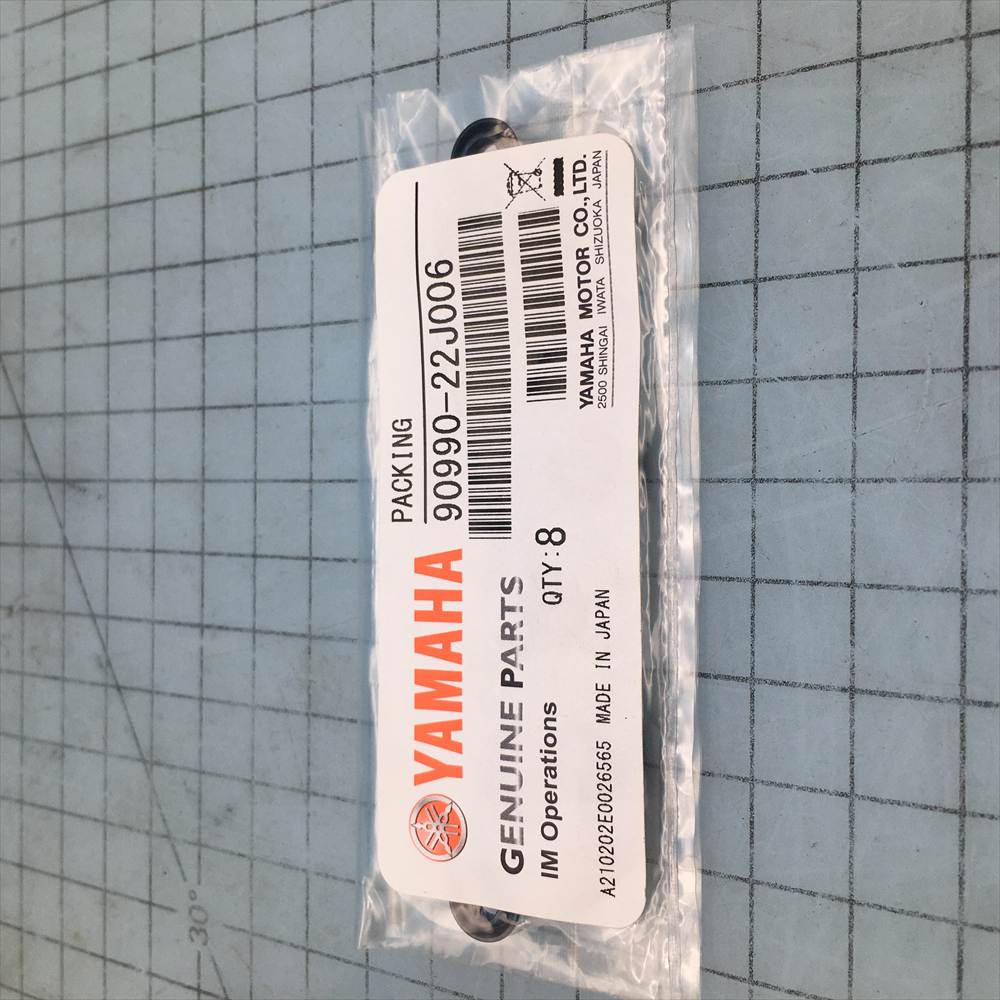 YAMAHA
GENUINE PARTS
IM Operations
QTY:8
A210202E0026565 MADE IN JAPAN
PACKING
90990-22J006
YAMAHA MOTOR CO.,LTD.
2500 SHINGAI IWATA SHIZUOKA JAPAN
30°